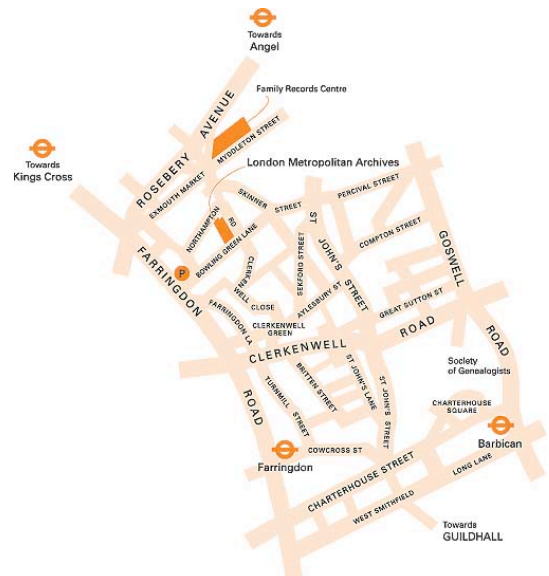 Towards
Angel
Family Records Centre
ROSEBERY AVENUE
MYDDLETON STREET
Towards
Kings Cross
EXMOUTH MARKET
London Metropolitan Archives
SKINNER STREET
PERCIVAL STREET
NORTHAMPTON RD
ST JOHN'S STREET
COMPTON STREET
GOSWELL ROAD
P
BOWLING GREEN LANE
FARRINGDON ROAD
CLERKEN
WELL
CLOSE
SEKFORD STREET
AYLESBURY ST
GREAT SUTTON ST
FARRINGDON LA
CLERKENWELL
GREEN
CLERKENWELL ROAD
TURNMILL STREET
BRITTEN STREET
ST JOHN'S LANE
ST JOHN'S STREET
Society
of Genealogists
CHARTERHOUSE
SQUARE
Barbican
Farringdon
COWCROSS ST
CHARTERHOUSE STREET
LONG LANE
WEST SMITHFIELD
Towards
GUILDHALL